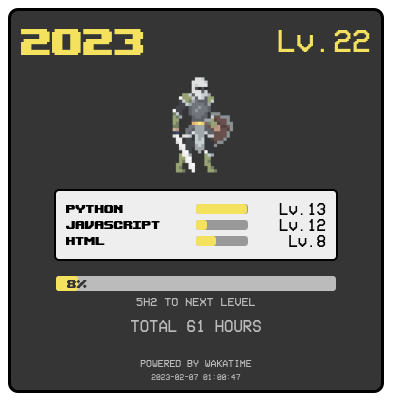 2023 Lv.22
PYTHON Lv.13
JAVASCRIPT Lv.12
HTML Lv.8
8%
5H2 TO NEXT LEVEL
TOTAL 61 HOURS
POWERED BY WAKATIME
2023-02-07 01:00:47